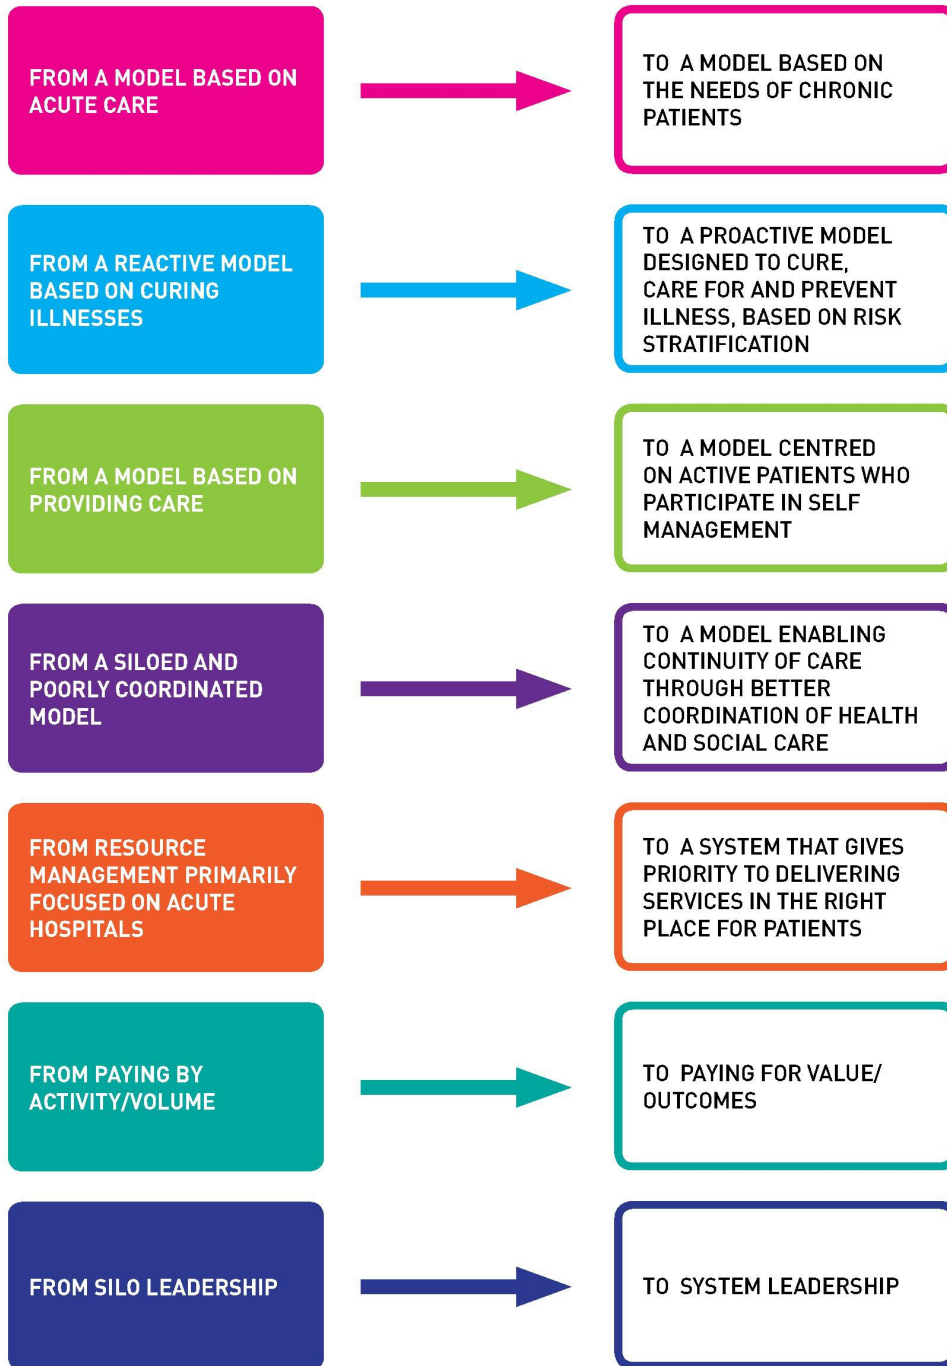 FROM A MODEL BASED ON
ACUTE CARE
TO A MODEL BASED ON
THE NEEDS OF CHRONIC
PATIENTS
FROM A REACTIVE MODEL
BASED ON CURING
ILLNESSES
TO A PROACTIVE MODEL
DESIGNED TO CURE,
CARE FOR AND PREVENT
ILLNESS, BASED ON RISK
STRATIFICATION
FROM A MODEL BASED ON
PROVIDING CARE
TO A MODEL CENTRED
ON ACTIVE PATIENTS WHO
PARTICIPATE IN SELF
MANAGEMENT
FROM A SILOED AND
POORLY COORDINATED
MODEL
TO A MODEL ENABLING
CONTINUITY OF CARE
THROUGH BETTER
COORDINATION OF HEALTH
AND SOCIAL CARE
FROM RESOURCE
MANAGEMENT PRIMARILY
FOCUSED ON ACUTE
HOSPITALS
TO A SYSTEM THAT GIVES
PRIORITY TO DELIVERING
SERVICES IN THE RIGHT
PLACE FOR PATIENTS
FROM PAYING BY
ACTIVITY/VOLUME
TO PAYING FOR VALUE/
OUTCOMES
FROM SILO LEADERSHIP
TO SYSTEM LEADERSHIP